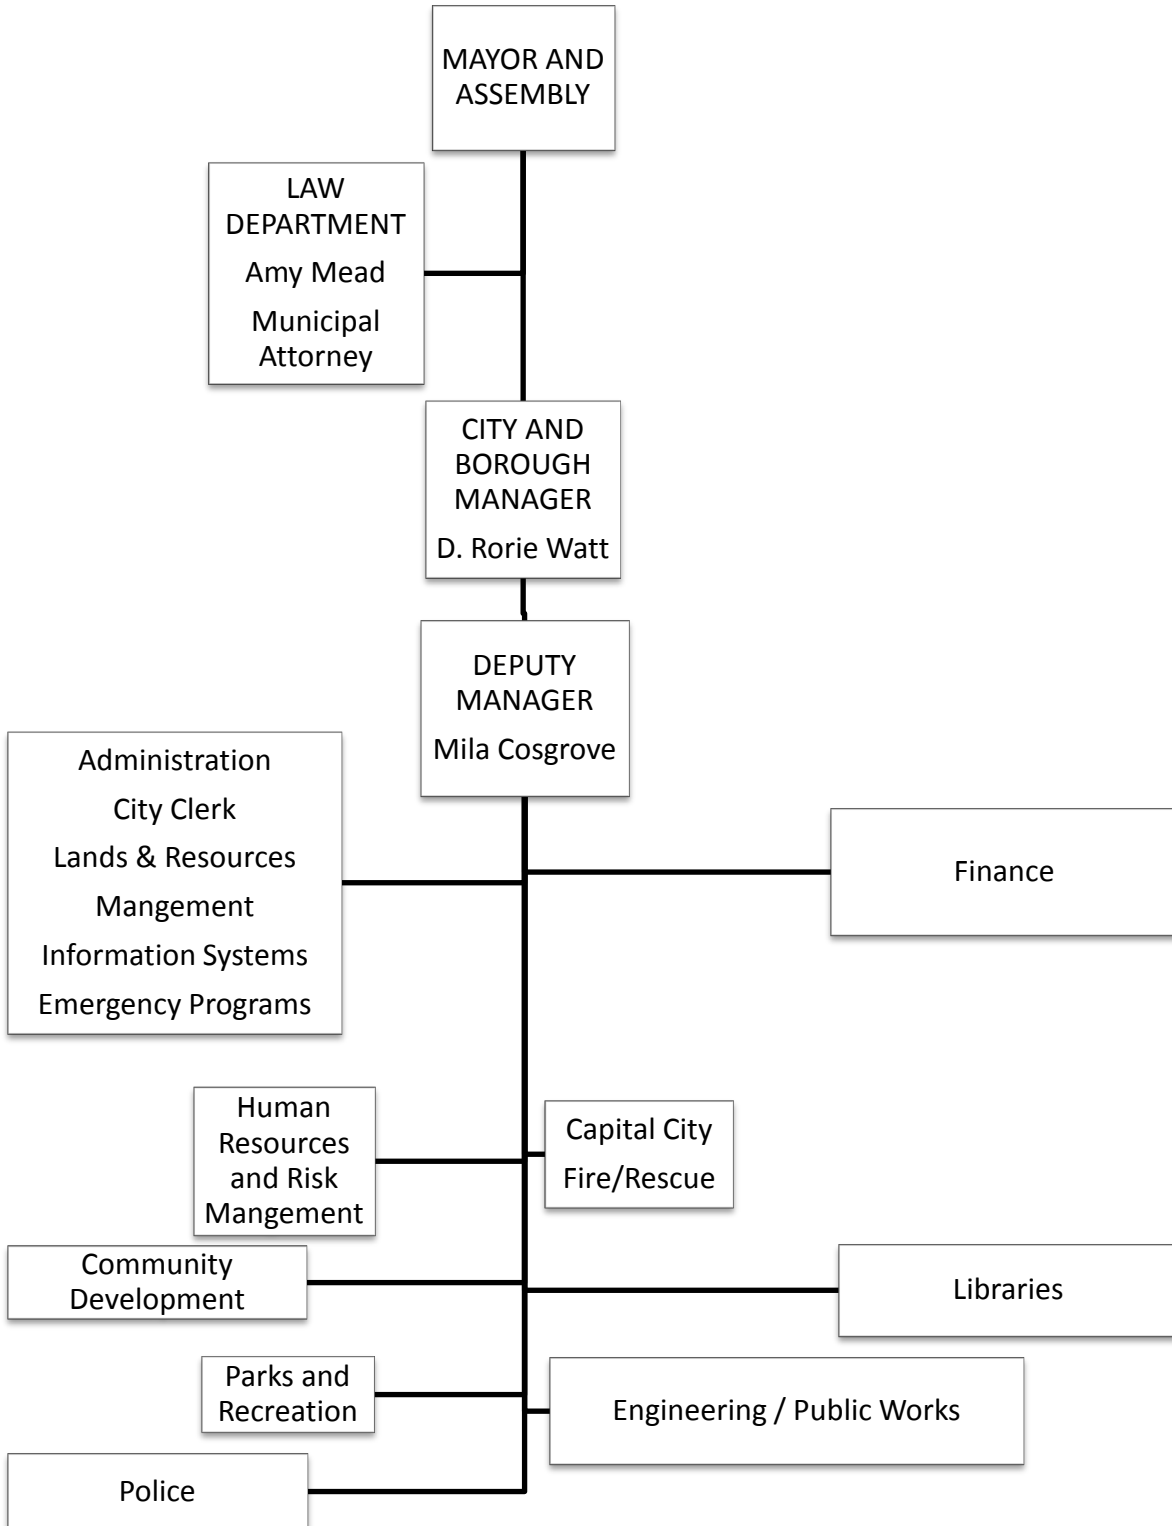 MAYOR AND
ASSEMBLY
LAW
DEPARTMENT
Amy Mead
Municipal
Attorney
CITY AND
BOROUGH
MANAGER
D. Rorie Watt
DEPUTY
MANAGER
Mila Cosgrove
Administration
City Clerk
Lands & Resources
Mangement
Information Systems
Emergency Programs
Finance
Human
Resources
and Risk
Mangement
Capital City
Fire/Rescue
Community
Development
Libraries
Parks and
Recreation
Engineering / Public Works
Police